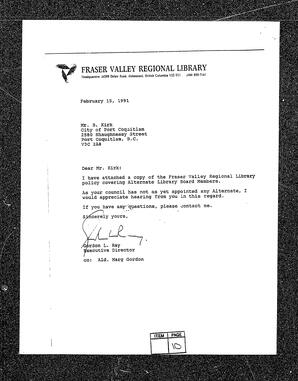 FRASER VALLEY REGIONAL LIBRARY
February 15, 1991
Mr. B. Kirk
City of Port Coquitlam
2580 Shaughnessy Street
Port Coquitlam, B.C.
V3C 2A8
Dear Mr. Kirk:
I have attached a copy of the Fraser Valley Regional Library
policy covering Alternate Library Board Members.
As your council has not as yet appointed any Alternate, I
would appreciate hearing from you in this regard.
If you have any questions, please contact me.
Sincerely yours,
Gordon L. Ray
Executive Director
cc: Ald. Marg Gordon
ITEM PAGE
10